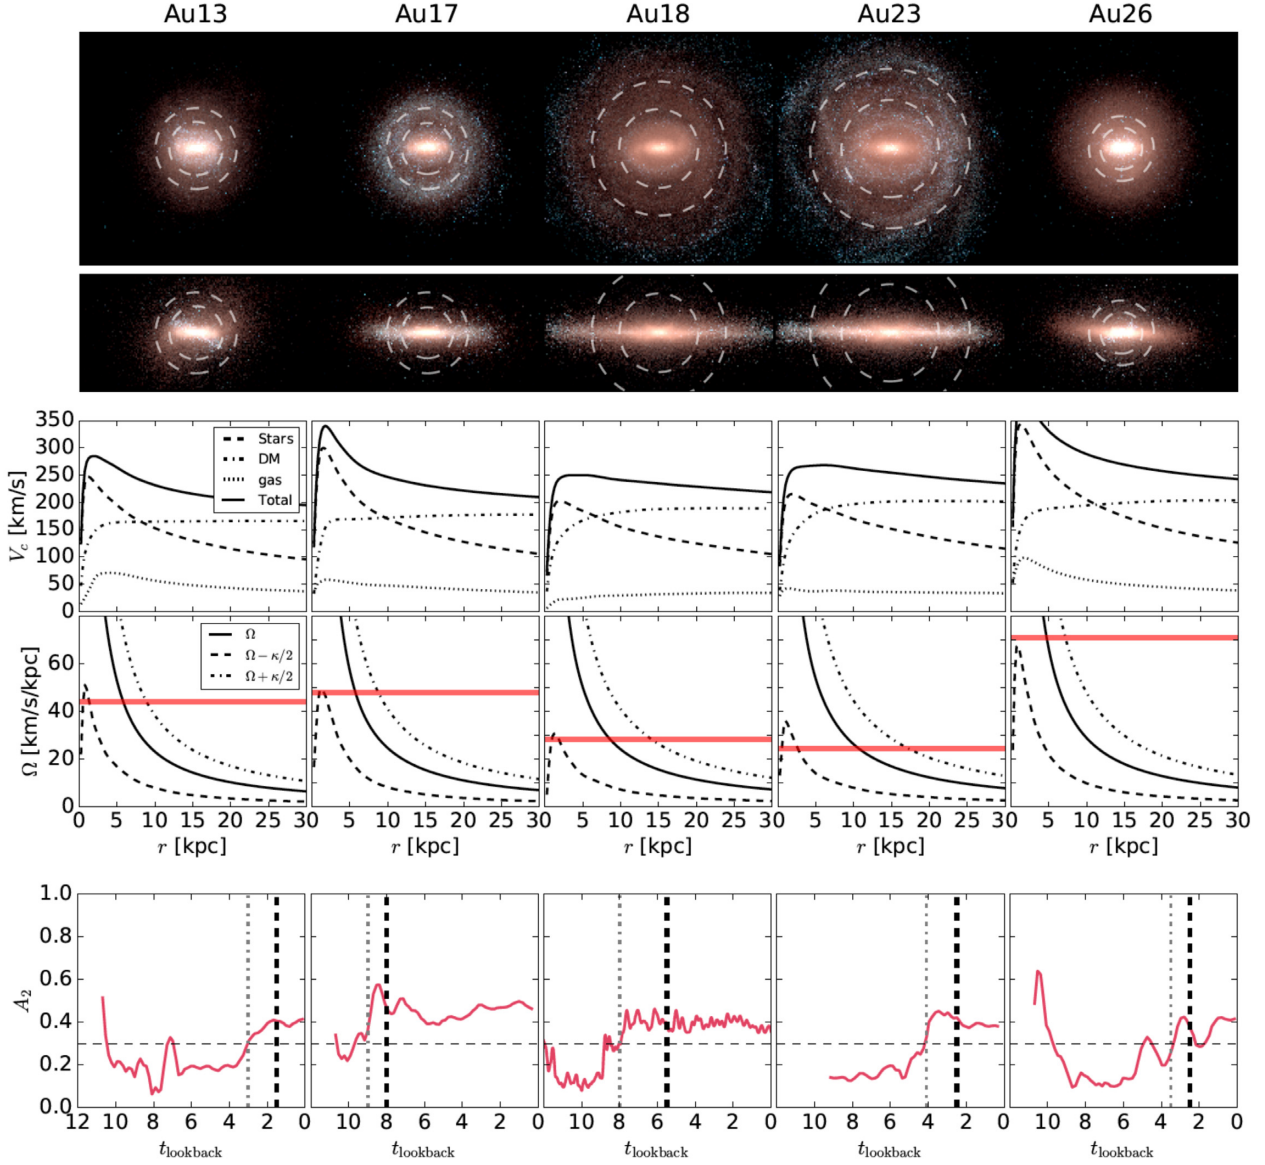 Au13 Au17 Au18 Au23 Au26
350
300
250
200
150
100
50
0
V_c [km/s]
Stars
DM
gas
Total
60
40
20
0
Ω [km/s/kpc]
Ω
Ω − κ/2
Ω + κ/2
0 5 10 15 20 25 30 5 10 15 20 25 30 5 10 15 20 25 30 5 10 15 20 25 30 5 10 15 20 25 30
r [kpc] r [kpc] r [kpc] r [kpc] r [kpc]
1.0
0.8
0.6
0.4
0.2
0.0
A_2
12 10 8 6 4 2 0 10 8 6 4 2 0 10 8 6 4 2 0 10 8 6 4 2 0 10 8 6 4 2 0
t_lookback t_lookback t_lookback t_lookback t_lookback